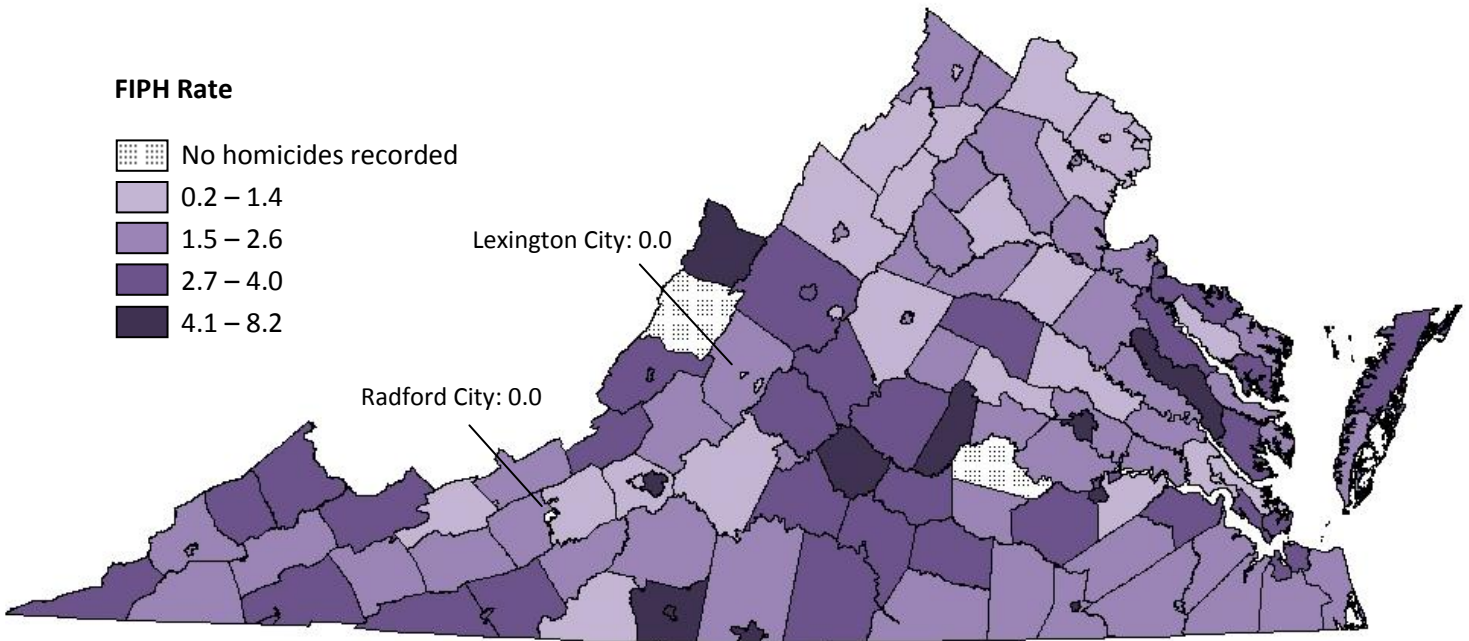 FIPH Rate
No homicides recorded
0.2 – 1.4
1.5 – 2.6
2.7 – 4.0
4.1 – 8.2
Lexington City: 0.0
Radford City: 0.0